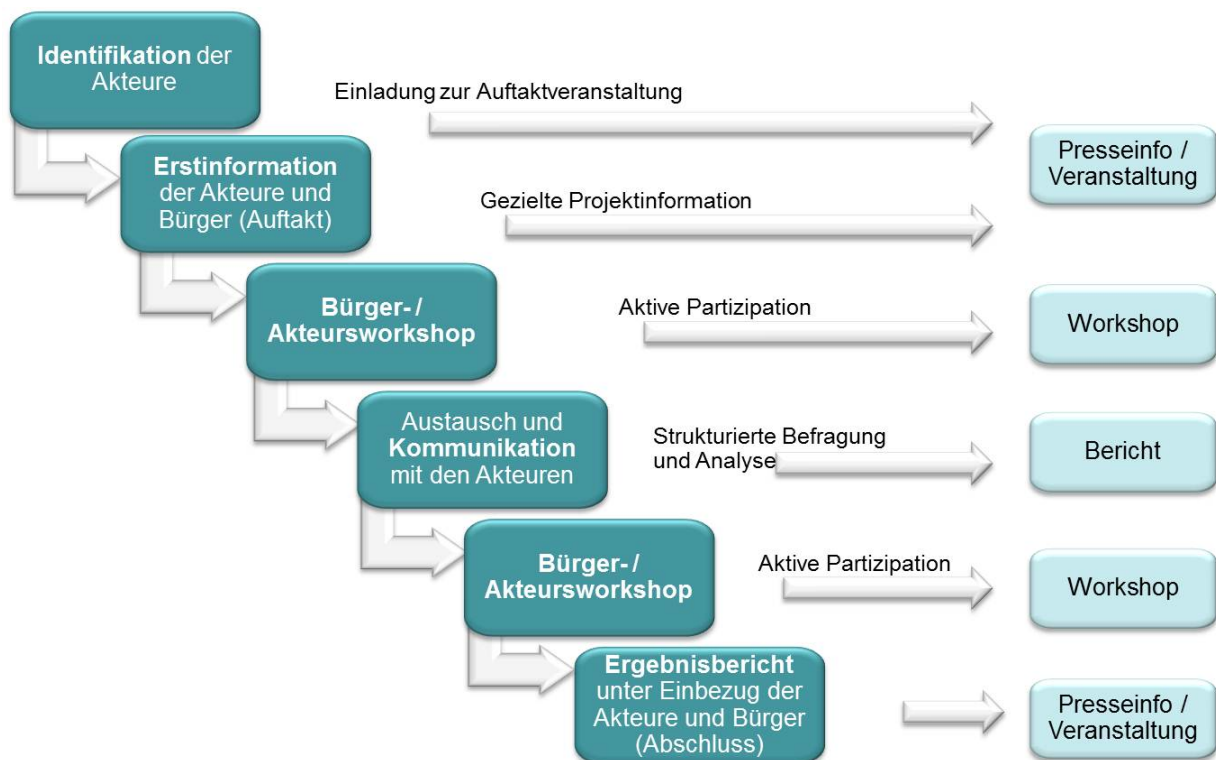 Identifikation der
Akteure
Einladung zur Auftaktveranstaltung
Presseinfo /
Veranstaltung
Erstinformation
der Akteure und
Bürger (Auftakt)
Gezielte Projektinformation
Bürger- /
Akteursworkshop
Aktive Partizipation
Workshop
Austausch und
Kommunikation
mit den Akteuren
Strukturierte Befragung
und Analyse
Bericht
Bürger- /
Akteursworkshop
Aktive Partizipation
Workshop
Ergebnisbericht
unter Einbezug der
Akteure und Bürger
(Abschluss)
Presseinfo /
Veranstaltung